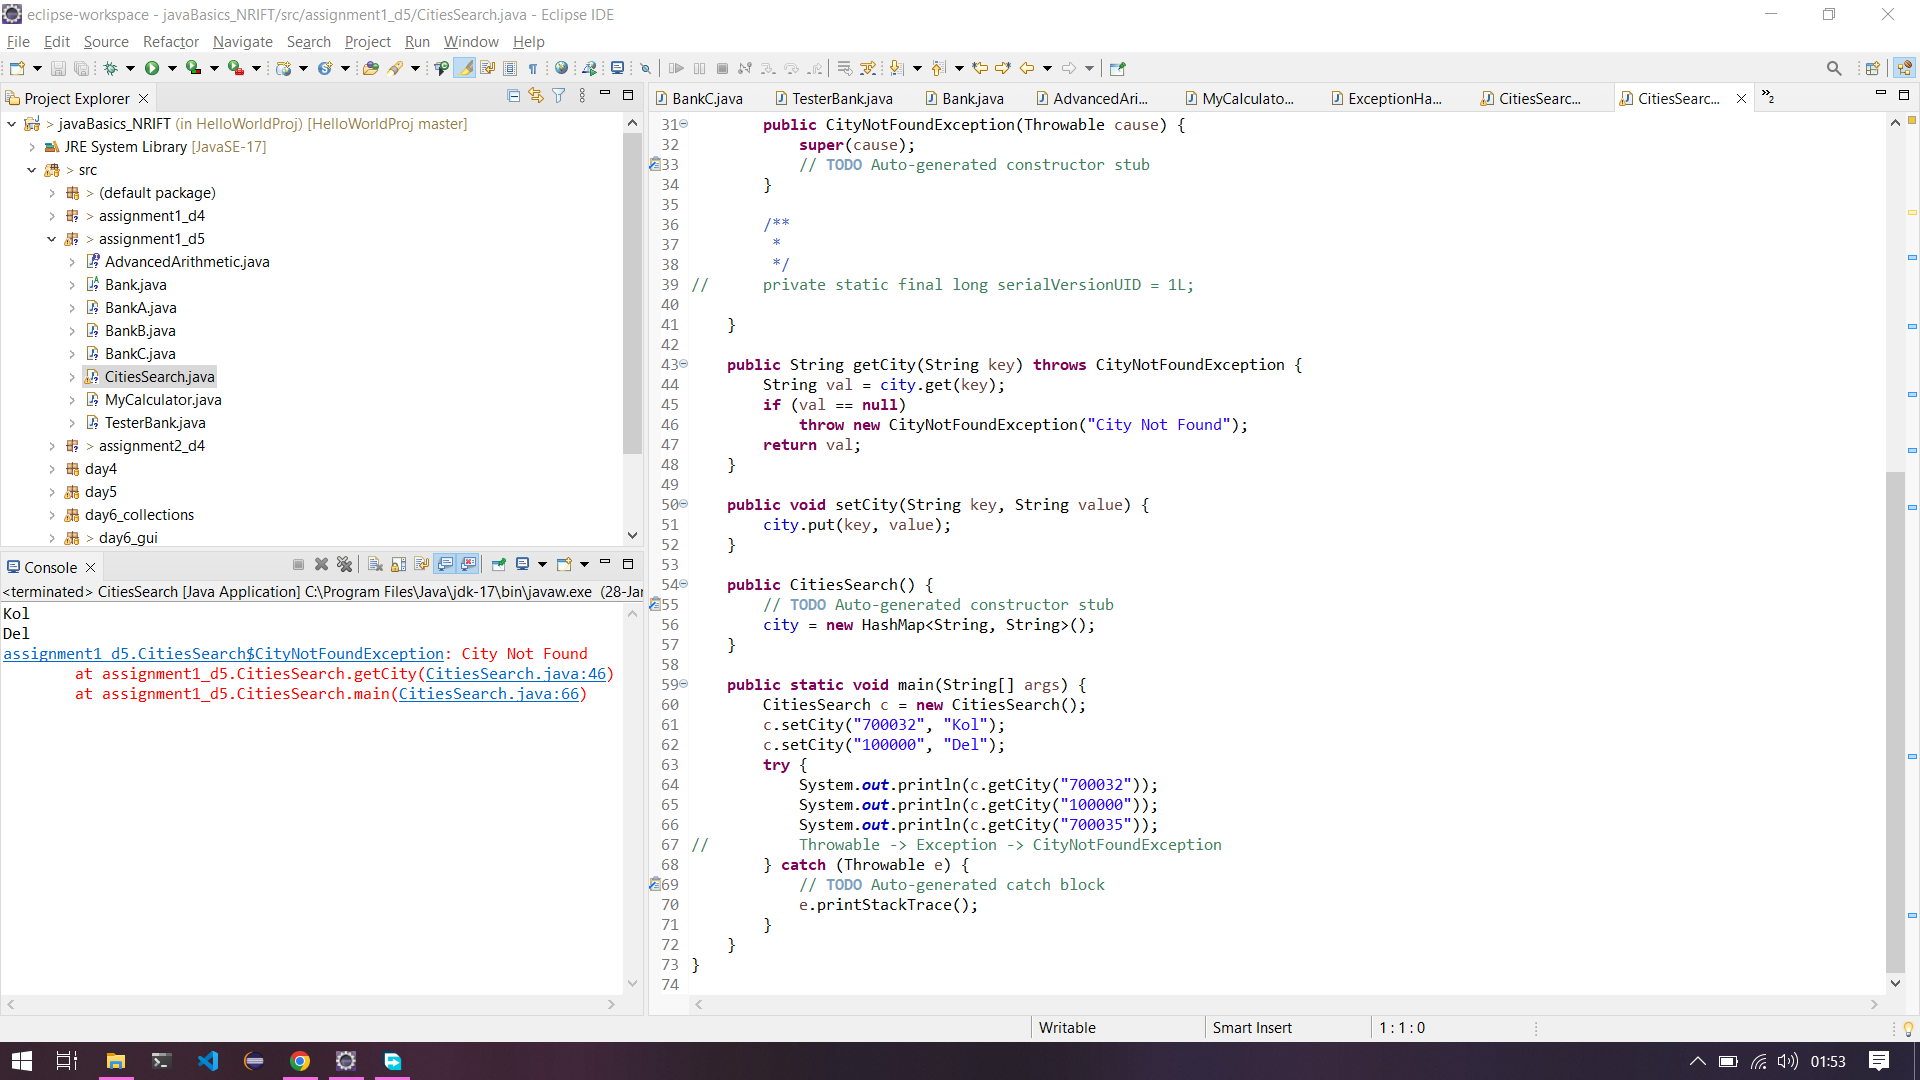 eclipse-workspace - javaBasics_NRIFT/src/assignment1_d5/CitiesSearch.java - Eclipse IDE
File Edit Source Refactor Navigate Search Project Run Window Help
Project Explorer
> javaBasics_NRIFT (in HelloWorldProj) [HelloWorldProj master]
JRE System Library [JavaSE-17]
> src
> (default package)
> assignment1_d4
> assignment1_d5
AdvancedArithmetic.java
Bank.java
BankA.java
BankB.java
BankC.java
CitiesSearch.java
MyCalculator.java
TesterBank.java
> assignment2_d4
day4
day5
day6_collections
> day6_gui
Console
<terminated> CitiesSearch [Java Application] C:\Program Files\Java\jdk-17\bin\javaw.exe (28-Jan
Kol
Del
assignment1_d5.CitiesSearch$CityNotFoundException: City Not Found
at assignment1_d5.CitiesSearch.getCity(CitiesSearch.java:46)
at assignment1_d5.CitiesSearch.main(CitiesSearch.java:66)
BankC.java TesterBank.java Bank.java AdvancedAri... MyCalculato... ExceptionHa... CitiesSearc... CitiesSearc... »2
31 public CityNotFoundException(Throwable cause) {
32 super(cause);
33 // TODO Auto-generated constructor stub
34 }
35
36 /**
37 *
38 */
39 // private static final long serialVersionUID = 1L;
40
41 }
42
43 public String getCity(String key) throws CityNotFoundException {
44 String val = city.get(key);
45 if (val == null)
46 throw new CityNotFoundException("City Not Found");
47 return val;
48 }
49
50 public void setCity(String key, String value) {
51 city.put(key, value);
52 }
53
54 public CitiesSearch() {
55 // TODO Auto-generated constructor stub
56 city = new HashMap<String, String>();
57 }
58
59 public static void main(String[] args) {
60 CitiesSearch c = new CitiesSearch();
61 c.setCity("700032", "Kol");
62 c.setCity("100000", "Del");
63 try {
64 System.out.println(c.getCity("700032"));
65 System.out.println(c.getCity("100000"));
66 System.out.println(c.getCity("700035"));
67 // Throwable -> Exception -> CityNotFoundException
68 } catch (Throwable e) {
69 // TODO Auto-generated catch block
70 e.printStackTrace();
71 }
72 }
73 }
74
Writable Smart Insert 1 : 1 : 0
01:53